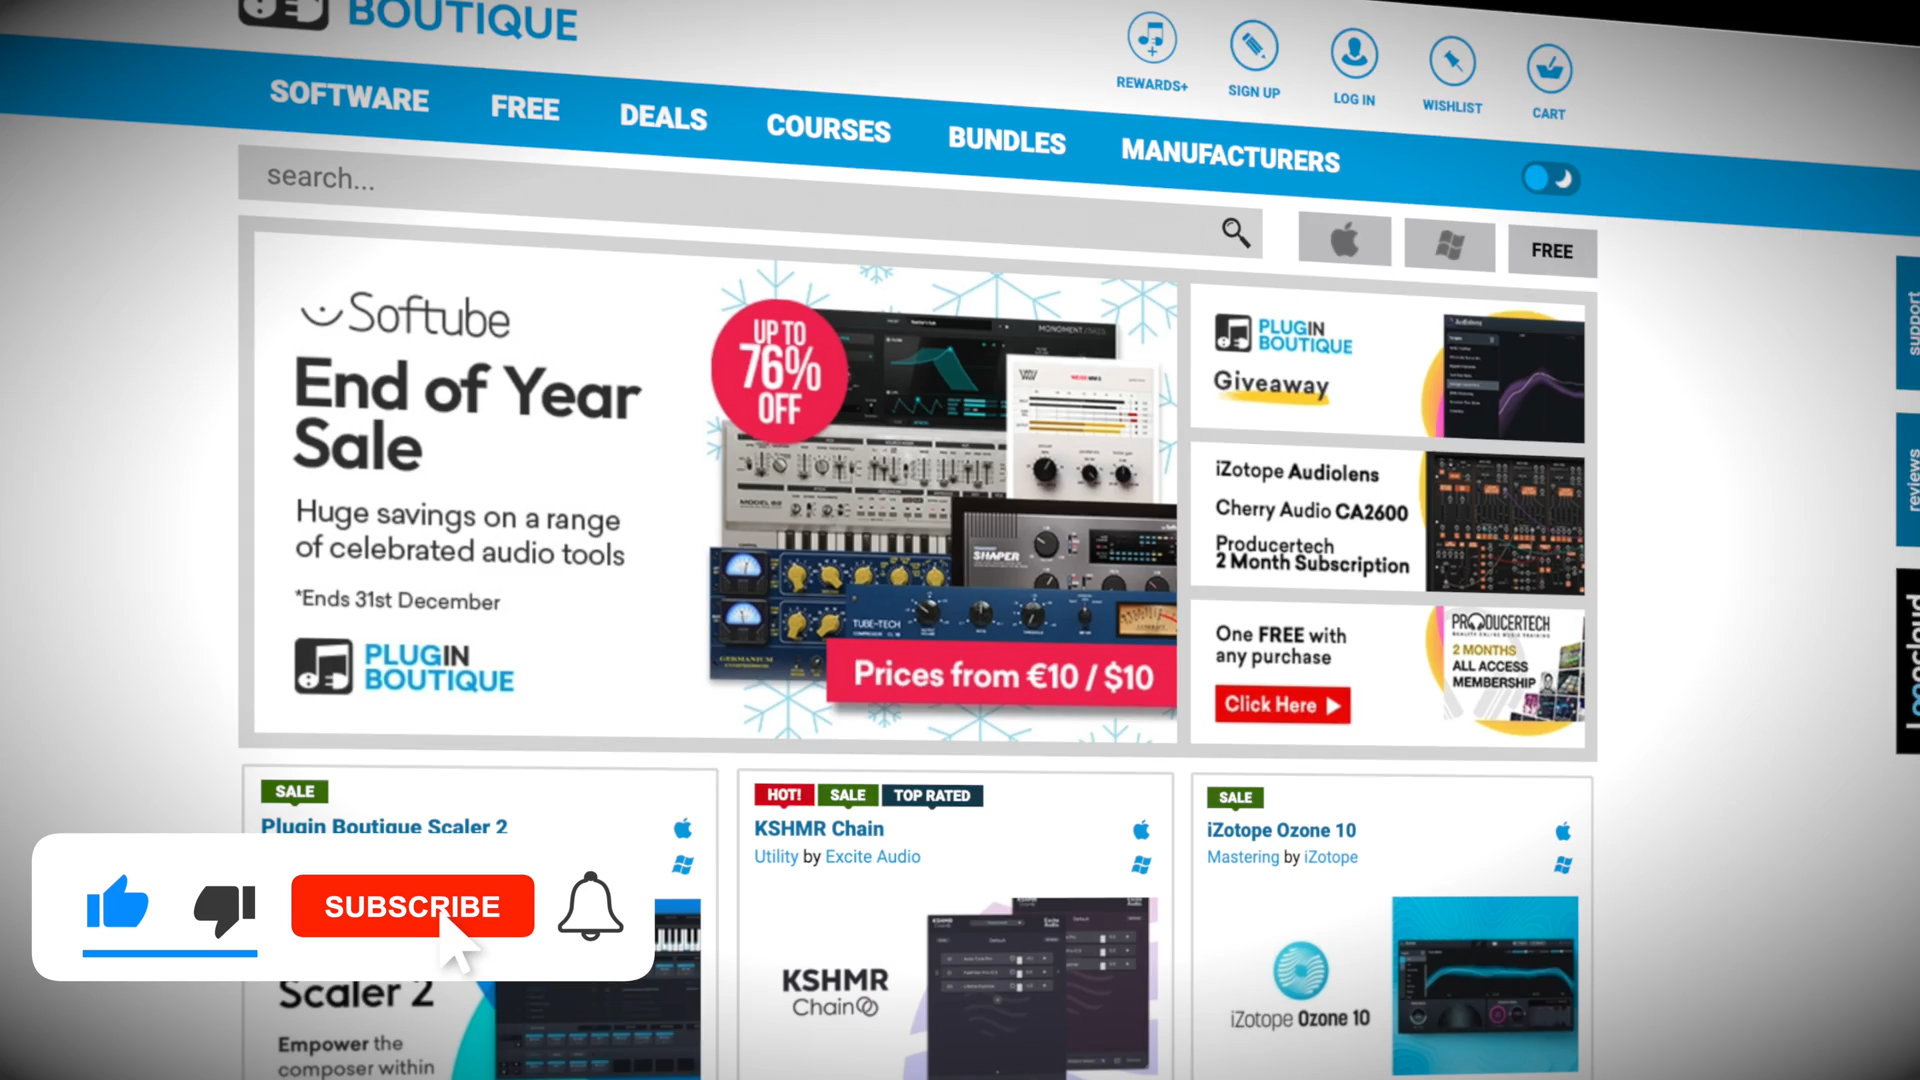 BOUTIQUE
REWARDS+
SIGN UP
LOG IN
WISHLIST
CART
SOFTWARE
FREE
DEALS
COURSES
BUNDLES
MANUFACTURERS
search...
FREE
Softube
End of Year
Sale
Huge savings on a range
of celebrated audio tools
*Ends 31st December
PLUGIN
BOUTIQUE
UP TO
76%
OFF
MODEL 82
SHAPER
TUBE-TECH
GERMANIUM
Prices from €10 / $10
PLUGIN
BOUTIQUE
Giveaway
iZotope Audiolens
Cherry Audio CA2600
Producertech
2 Month Subscription
One FREE with
any purchase
Click Here
PRODUCERTECH
2 MONTHS
ALL ACCESS
MEMBERSHIP
support
reviews
Loopcloud
SALE
Plugin Boutique Scaler 2
Scaler 2
Empower the
composer within
HOT!
SALE
TOP RATED
KSHMR Chain
Utility by Excite Audio
KSHMR
Chain
SALE
iZotope Ozone 10
Mastering by iZotope
iZotope Ozone 10
SUBSCRIBE